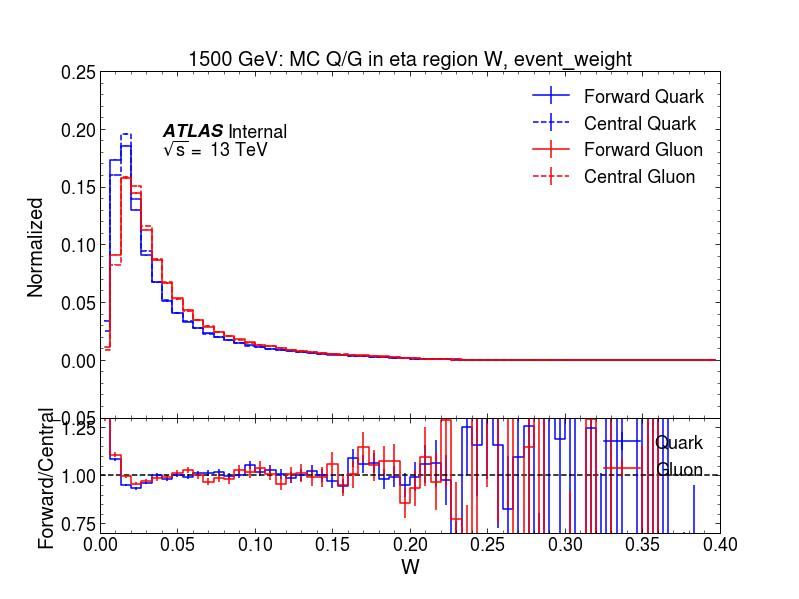 1500 GeV: MC Q/G in eta region W, event_weight
0.25
0.20
0.15
0.10
0.05
0.00
0.05
Normalized
ATLAS Internal
√s = 13 TeV
Forward Quark
Central Quark
Forward Gluon
Central Gluon
1.25
1.00
0.75
Forward/Central
Quark
Gluon
0.00 0.05 0.10 0.15 0.20 0.25 0.30 0.35 0.40
W